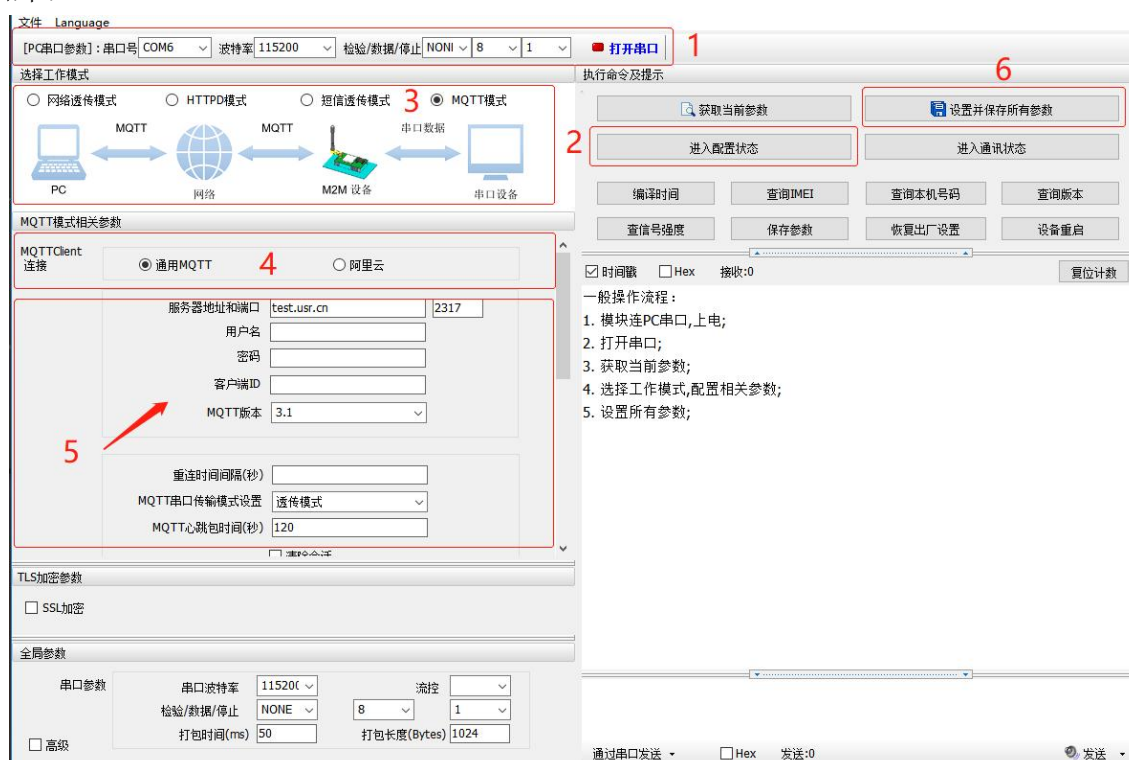 文件 Language
[PC串口参数]：串口号 COM6 波特率 115200 检验/数据/停止 NONI 8 1 打开串口 1
选择工作模式
网络透传模式 HTTPD模式 短信透传模式 3 MQTT模式
MQTT MQTT 串口数据
PC 网络 M2M 设备 串口设备
MQTT模式相关参数
MQTTClient
连接
通用MQTT 4 阿里云
服务器地址和端口 test.usr.cn 2317
用户名
密码
客户端ID
MQTT版本 3.1
5
重连时间间隔(秒)
MQTT串口传输模式设置 透传模式
MQTT心跳包时间(秒) 120
清除会话
TLS加密参数
SSL加密
全局参数
串口参数 串口波特率 11520( 流控
检验/数据/停止 NONE 8 1
打包时间(ms) 50 打包长度(Bytes) 1024
高级
执行命令及提示 6
获取当前参数 设置并保存所有参数
2 进入配置状态 进入通讯状态
编译时间 查询IMEI 查询本机号码 查询版本
查信号强度 保存参数 恢复出厂设置 设备重启
时间戳 Hex 接收:0 复位计数
一般操作流程：
1. 模块连PC串口,上电;
2. 打开串口;
3. 获取当前参数;
4. 选择工作模式,配置相关参数;
5. 设置所有参数;
通过串口发送 Hex 发送:0 发送